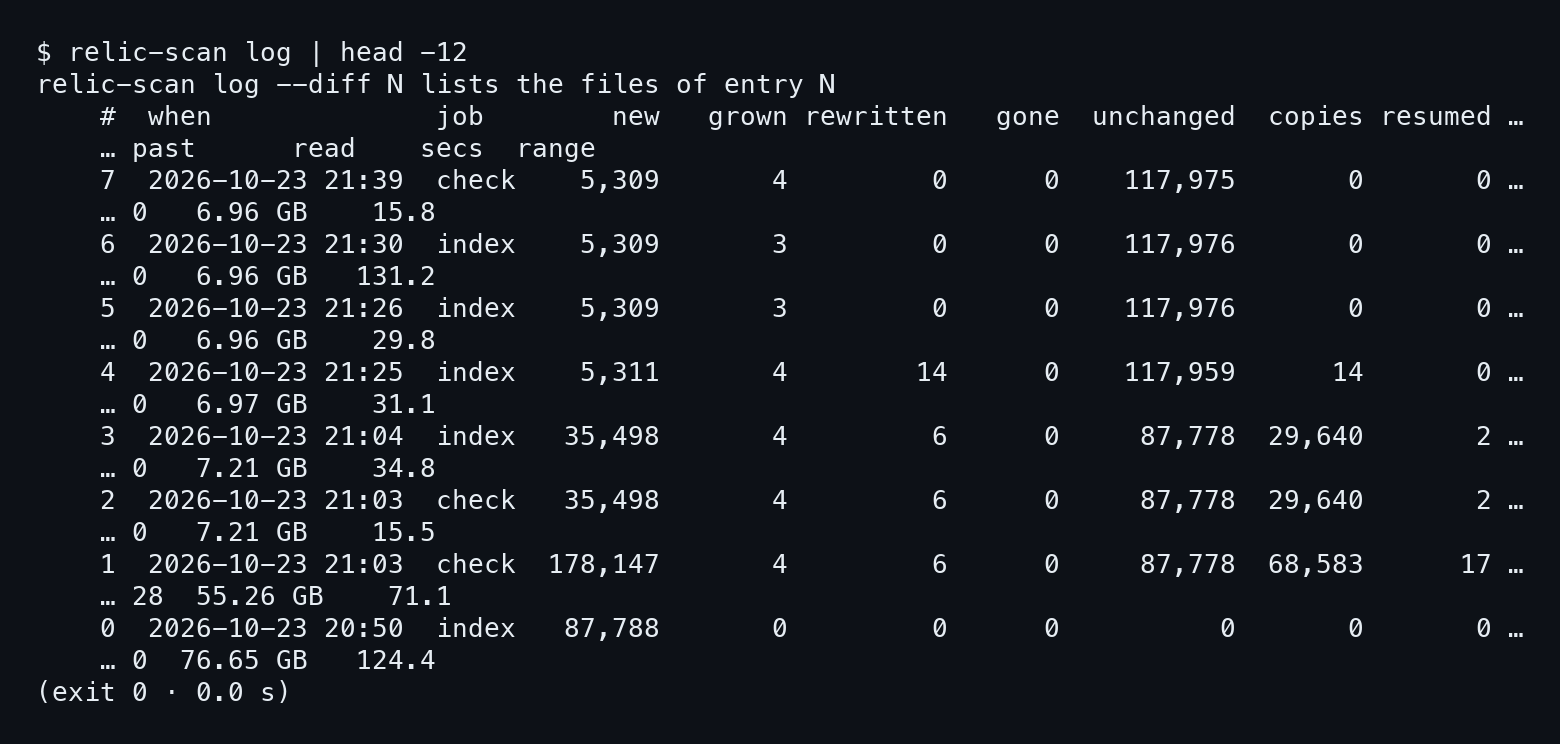 $ relic-scan log | head -12
relic-scan log --diff N lists the files of entry N
    #  when              job        new   grown rewritten   gone  unchanged  copies resumed …
    … past      read    secs  range
    7  2026-10-23 21:39  check    5,309       4         0      0    117,975       0       0 …
    … 0   6.96 GB    15.8
    6  2026-10-23 21:30  index    5,309       3         0      0    117,976       0       0 …
    … 0   6.96 GB   131.2
    5  2026-10-23 21:26  index    5,309       3         0      0    117,976       0       0 …
    … 0   6.96 GB    29.8
    4  2026-10-23 21:25  index    5,311       4        14      0    117,959      14       0 …
    … 0   6.97 GB    31.1
    3  2026-10-23 21:04  index   35,498       4         6      0     87,778  29,640       2 …
    … 0   7.21 GB    34.8
    2  2026-10-23 21:03  check   35,498       4         6      0     87,778  29,640       2 …
    … 0   7.21 GB    15.5
    1  2026-10-23 21:03  check  178,147       4         6      0     87,778  68,583      17 …
    … 28  55.26 GB    71.1
    0  2026-10-23 20:50  index   87,788       0         0      0          0       0       0 …
    … 0  76.65 GB   124.4
(exit 0 · 0.0 s)